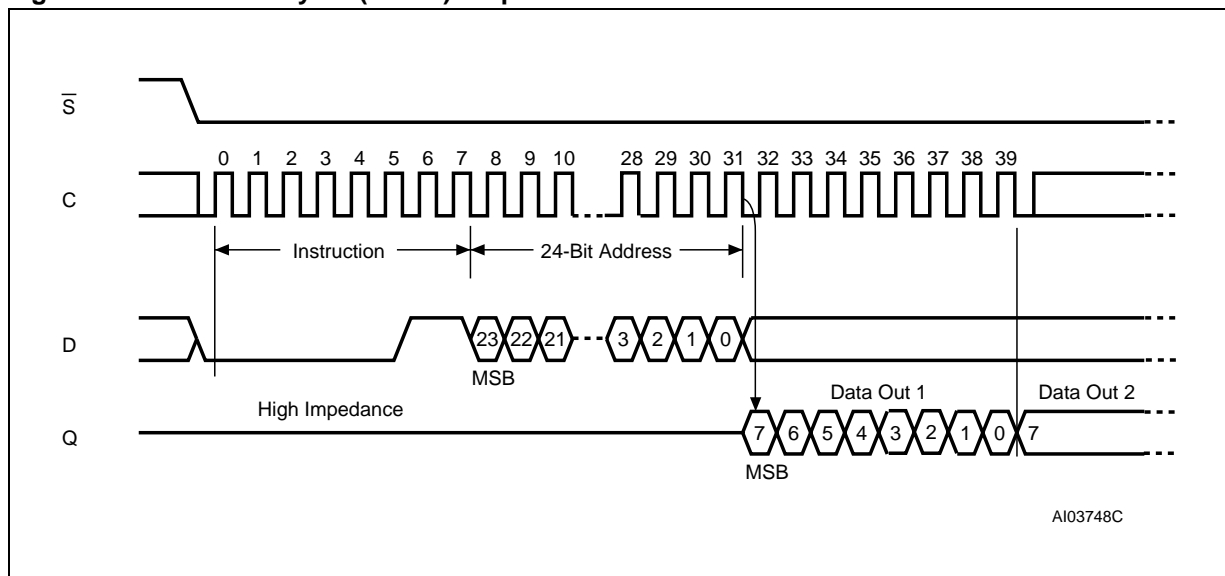 S
0 1 2 3 4 5 6 7 8 9 10 28 29 30 31 32 33 34 35 36 37 38 39
C
Instruction 24-Bit Address
D 23 22 21 3 2 1 0
MSB
High Impedance Data Out 1 Data Out 2
Q 7 6 5 4 3 2 1 0 7
MSB
AI03748C